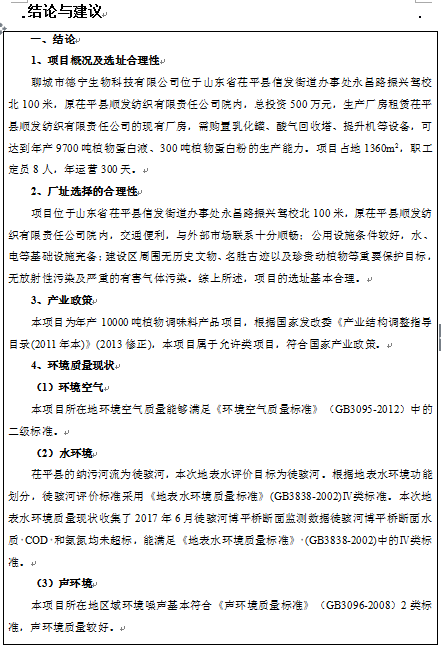 结论与建议
一、结论
1、项目概况及选址合理性
聊城市德宁生物科技有限公司位于山东省茌平县信发街道办事处永昌路振兴驾校
北 100 米，原茌平县顺发纺织有限责任公司院内，总投资 500 万元，生产厂房租赁茌平
县顺发纺织有限责任公司的现有厂房，需购置乳化罐、酸气回收塔、提升机等设备，可
达到年产 9700 吨植物蛋白液、300 吨植物蛋白粉的生产能力。项目占地 1360m²，职工
定员 8 人，年运营 300 天。
2、厂址选择的合理性
项目位于山东省茌平县信发街道办事处永昌路振兴驾校北 100 米，原茌平县顺发纺
织有限责任公司院内，交通便利，与外部市场联系十分顺畅；公用设施条件较好，水、
电等基础设施完备；建设区周围无历史文物、名胜古迹以及珍贵动植物等重要保护目标，
无放射性污染及严重的有害气体污染。综上所述，项目的选址基本合理。
3、产业政策
本项目为年产 10000 吨植物调味料产品项目，根据国家发改委《产业结构调整指导
目录(2011 年本)》(2013 修正)，本项目属于允许类项目，符合国家产业政策。
4、环境质量现状
（1）环境空气
本项目所在地环境空气质量能够满足《环境空气质量标准》（GB3095-2012）中的
二级标准。
（2）水环境
茌平县的纳污河流为徒骇河，本次地表水评价目标为徒骇河。根据地表水环境功能
划分，徒骇河评价标准采用《地表水环境质量标准》(GB3838-2002)Ⅳ类标准。本次地
表水环境质量现状收集了 2017 年 6 月徒骇河博平桥断面监测数据徒骇河博平桥断面水
质 COD 和氨氮均未超标，能满足《地表水环境质量标准》 (GB3838-2002)中的Ⅳ类标
准。
（3）声环境
本项目所在地区域环境噪声基本符合《声环境质量标准》（GB3096-2008）2 类标
准，声环境质量较好。